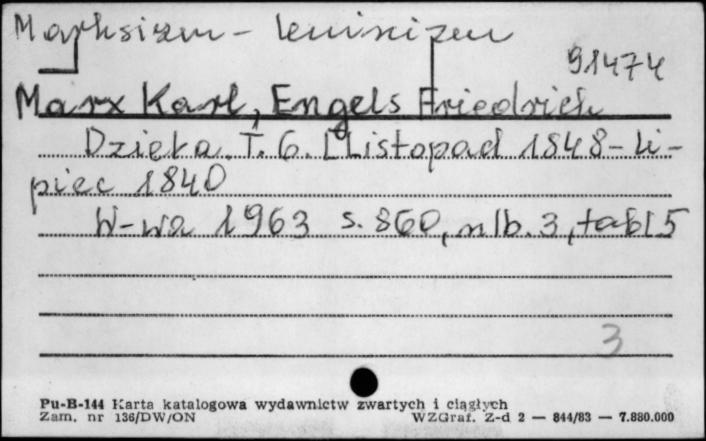 Marksizm - leninizm
91474
Marx Karl, Engels Friedrich
Dzieła. T. 6. [Listopad 1848-Li-
piec 1840
W-wa 1963 s. 860, nlb. 3, tabl 5
3
Pu-B-144 Karta katalogowa wydawnictw zwartych i ciągłych
Zam. nr 136/DW/ON WZGraf. Z-d 2 — 844/83 — 7.880.000